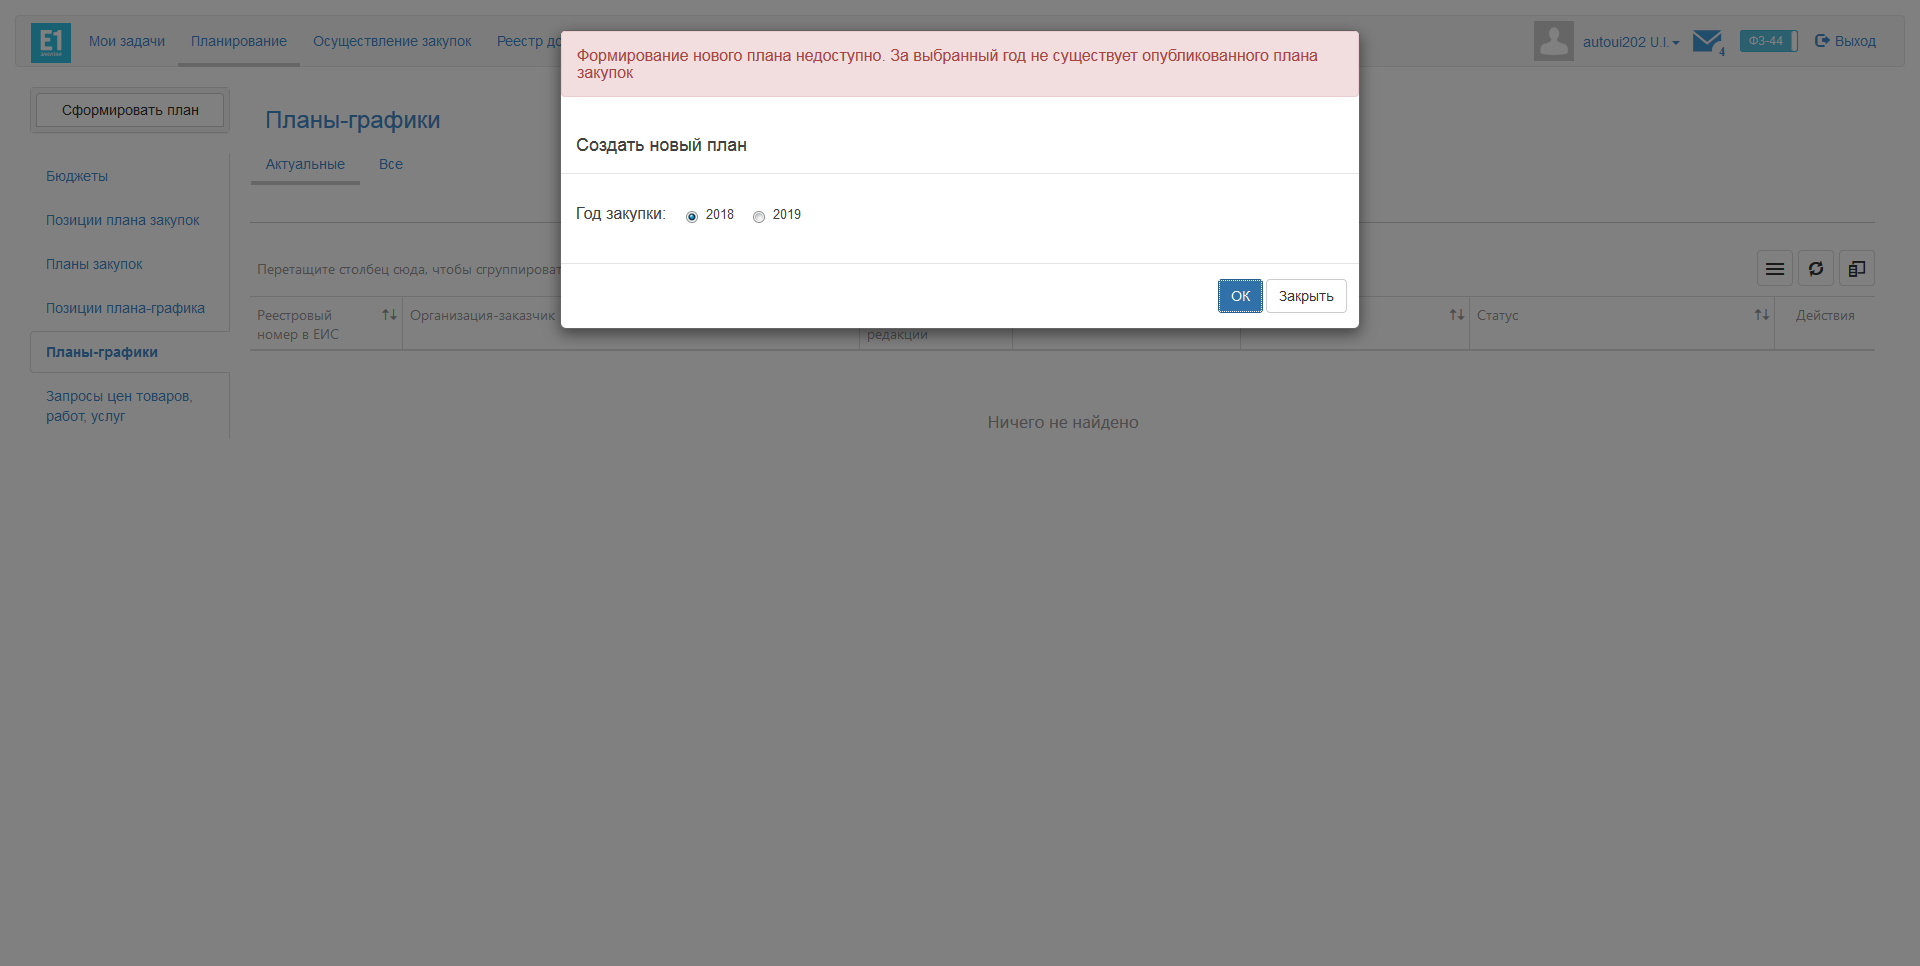 E1
Мои задачи
Планирование
Осуществление закупок
Реестр до
autoui202 U.I.
4
ФЗ-44
Выход
Формирование нового плана недоступно. За выбранный год не существует опубликованного плана
закупок
Создать новый план
Год закупки:
2018
2019
ОК
Закрыть
Сформировать план
Бюджеты
Позиции плана закупок
Планы закупок
Позиции плана-графика
Планы-графики
Запросы цен товаров,
работ, услуг
Планы-графики
Актуальные
Все
Перетащите столбец сюда, чтобы сгруппироват
Реестровый
номер в ЕИС
Организация-заказчик
редакции
Статус
Действия
Ничего не найдено